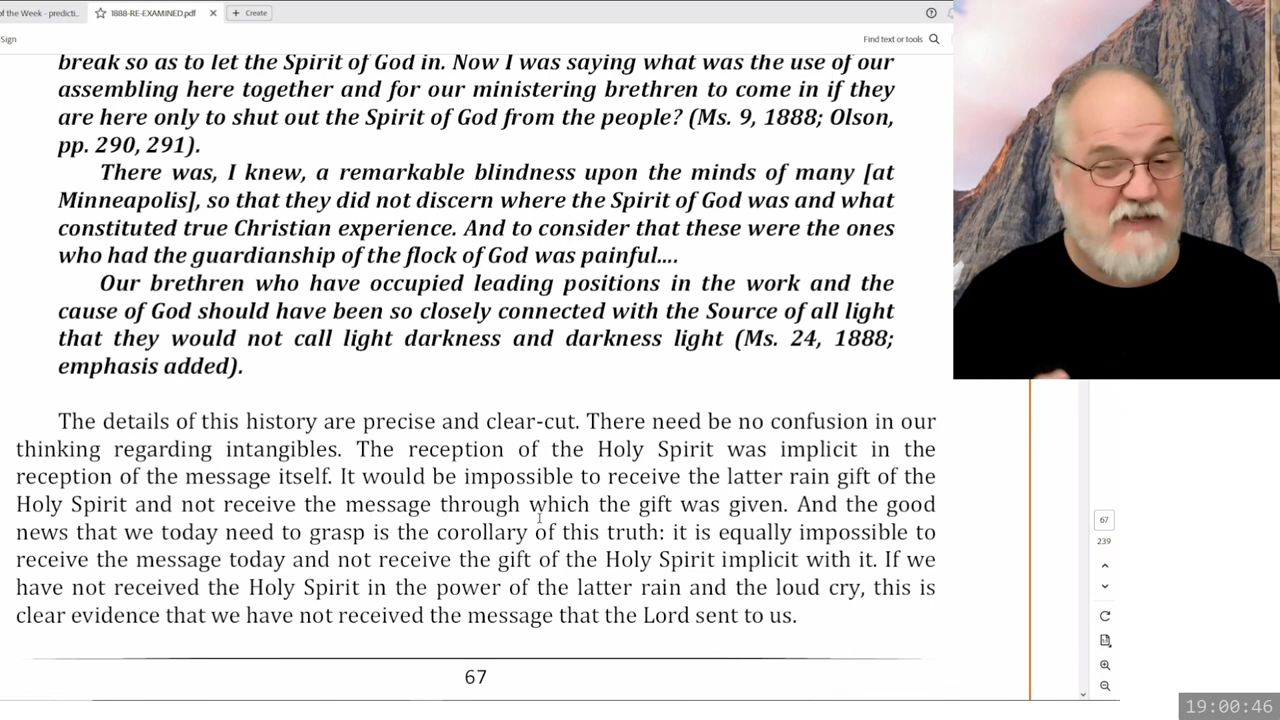 of the Week - predicti..
1888-RE-EXAMINED.pdf
Create
Sign
Find text or tools
break so as to let the Spirit of God in. Now I was saying what was the use of our
assembling here together and for our ministering brethren to come in if they
are here only to shut out the Spirit of God from the people? (Ms. 9, 1888; Olson,
pp. 290, 291).
There was, I knew, a remarkable blindness upon the minds of many [at
Minneapolis], so that they did not discern where the Spirit of God was and what
constituted true Christian experience. And to consider that these were the ones
who had the guardianship of the flock of God was painful....
Our brethren who have occupied leading positions in the work and the
cause of God should have been so closely connected with the Source of all light
that they would not call light darkness and darkness light (Ms. 24, 1888;
emphasis added).
The details of this history are precise and clear-cut. There need be no confusion in our
thinking regarding intangibles. The reception of the Holy Spirit was implicit in the
reception of the message itself. It would be impossible to receive the latter rain gift of the
Holy Spirit and not receive the message through which the gift was given. And the good
news that we today need to grasp is the corollary of this truth: it is equally impossible to
receive the message today and not receive the gift of the Holy Spirit implicit with it. If we
have not received the Holy Spirit in the power of the latter rain and the loud cry, this is
clear evidence that we have not received the message that the Lord sent to us.
67
67
239
19:00:46